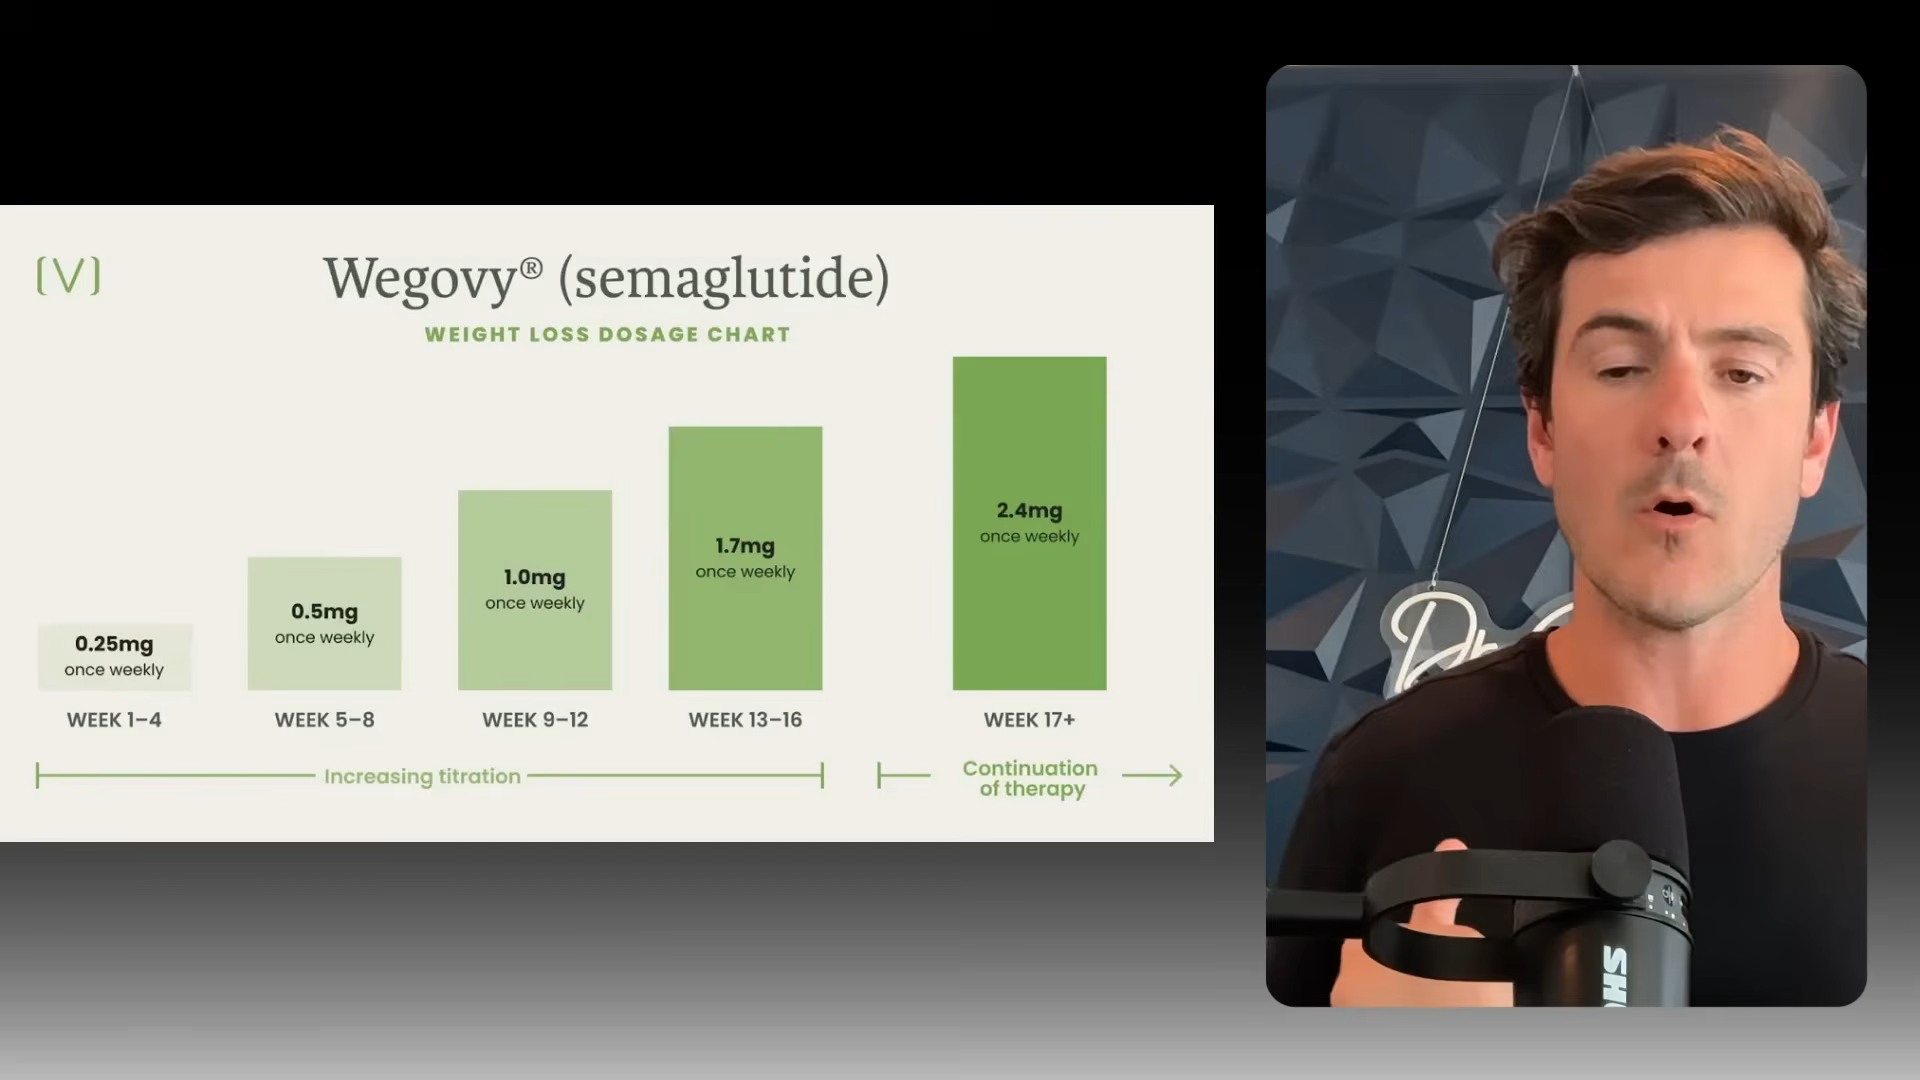 (V)
Wegovy® (semaglutide)
WEIGHT LOSS DOSAGE CHART
0.25mg
once weekly
0.5mg
once weekly
1.0mg
once weekly
1.7mg
once weekly
2.4mg
once weekly
WEEK 1–4
WEEK 5–8
WEEK 9–12
WEEK 13–16
WEEK 17+
Increasing titration
Continuation
of therapy
Dr